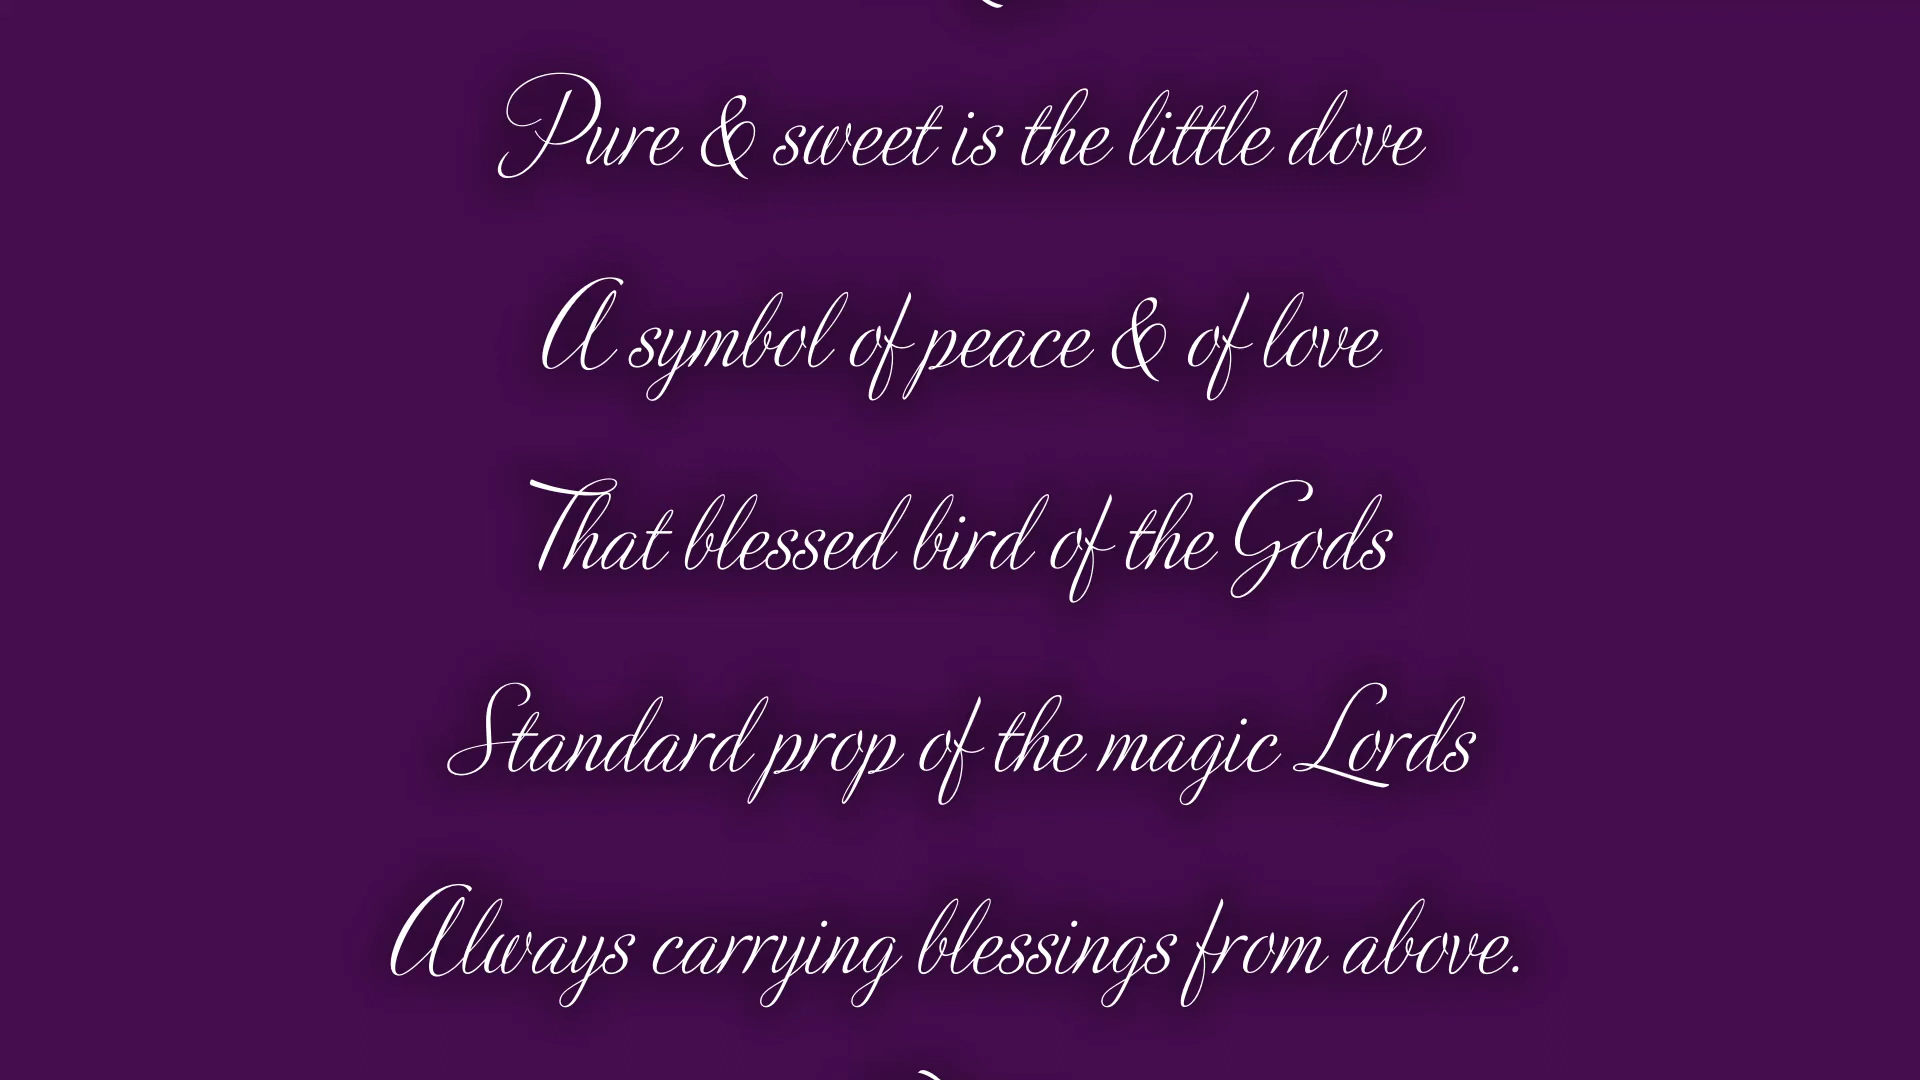 Pure & sweet is the little dove
A symbol of peace & of love
That blessed bird of the Gods
Standard prop of the magic Lords
Always carrying blessings from above.